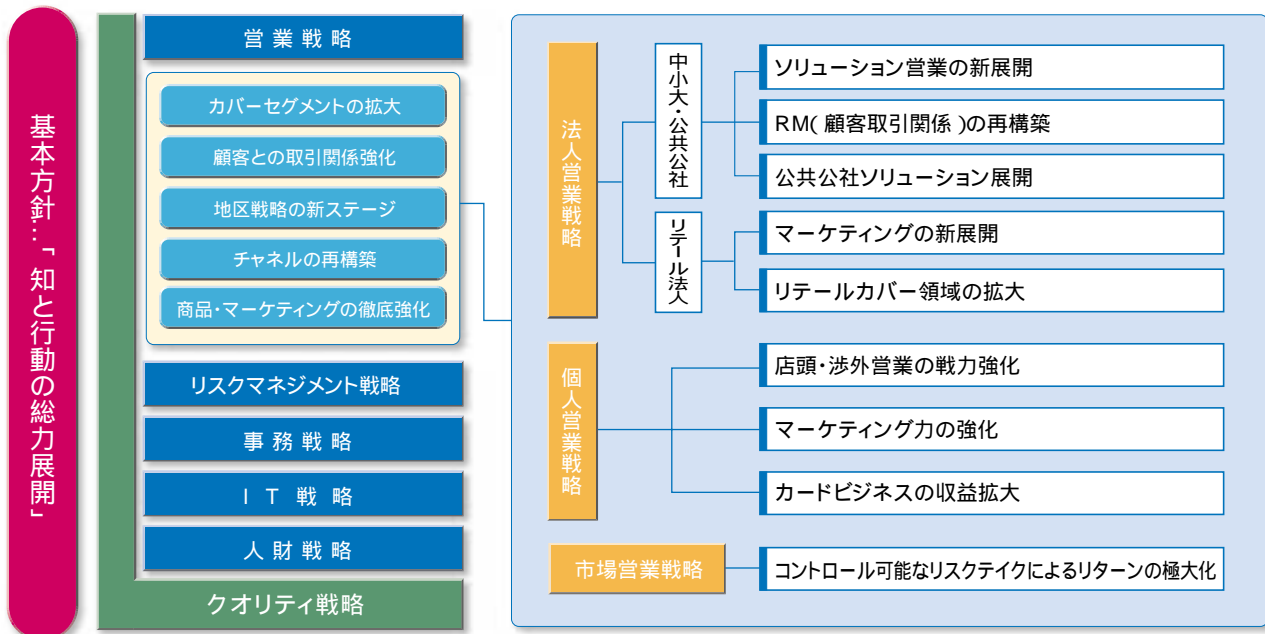 基本方針…「知と行動の総力展開」
営業戦略
カバーセグメントの拡大
顧客との取引関係強化
地区戦略の新ステージ
チャネルの再構築
商品・マーケティングの徹底強化
リスクマネジメント戦略
事務戦略
IT戦略
人財戦略
クオリティ戦略
法人営業戦略
中小大・公共公社
ソリューション営業の新展開
RM(顧客取引関係)の再構築
公共公社ソリューション展開
リテール法人
マーケティングの新展開
リテールカバー領域の拡大
個人営業戦略
店頭・渉外営業の戦力強化
マーケティング力の強化
カードビジネスの収益拡大
市場営業戦略
コントロール可能なリスクテイクによるリターンの極大化